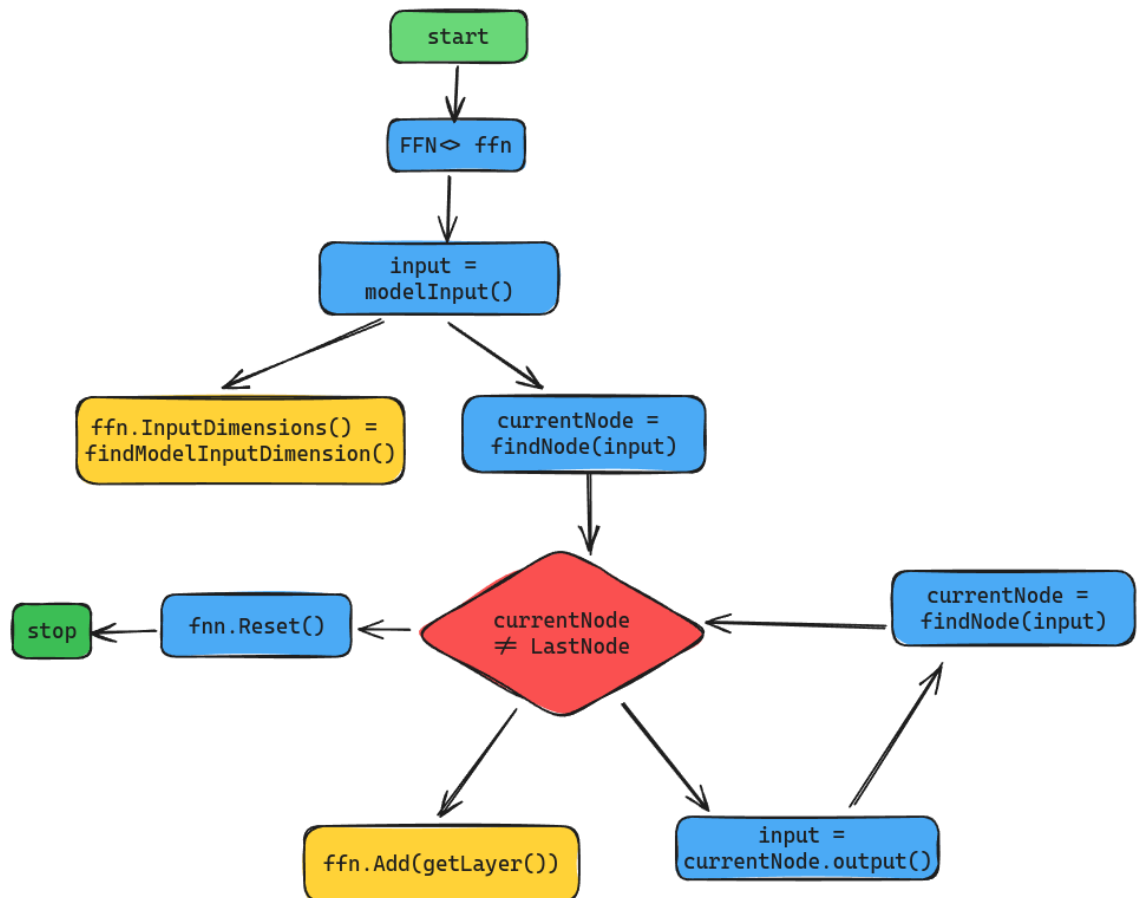 start
FFN<> ffn
input =
modelInput()
ffn.InputDimensions() =
findModelInputDimension()
currentNode =
findNode(input)
currentNode
≠ LastNode
fnn.Reset()
stop
currentNode =
findNode(input)
ffn.Add(getLayer())
input =
currentNode.output()